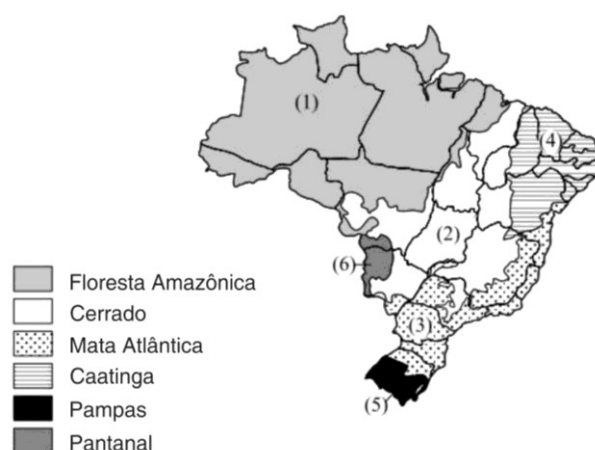 (1)
(4)
(2)
(6)
(3)
(5)
Floresta Amazônica
Cerrado
Mata Atlântica
Caatinga
Pampas
Pantanal